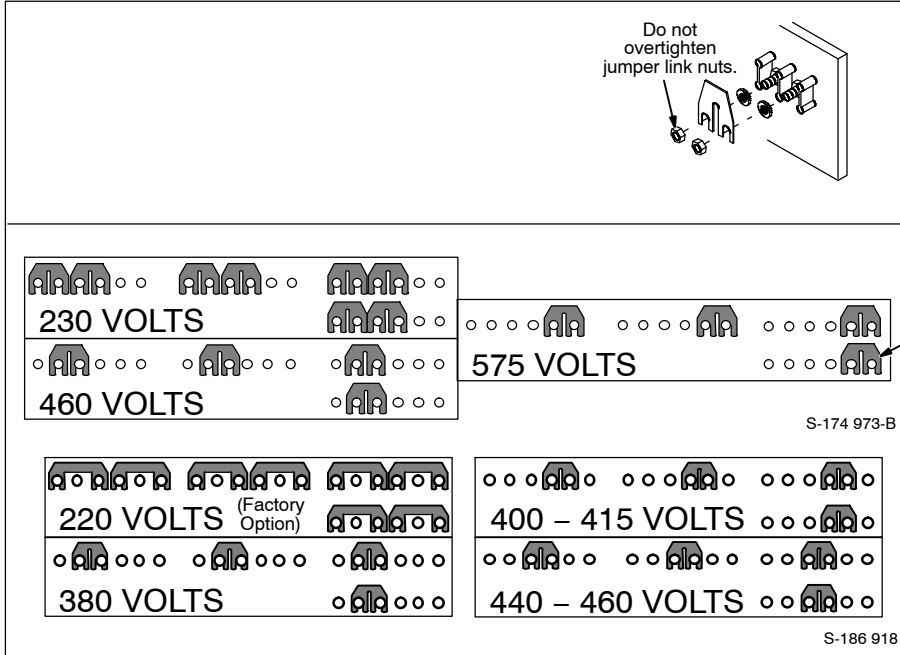 Do not
overtighten
jumper link nuts.
230 VOLTS
460 VOLTS
575 VOLTS
S-174 973-B
220 VOLTS (Factory
Option)
380 VOLTS
400 – 415 VOLTS
440 – 460 VOLTS
S-186 918